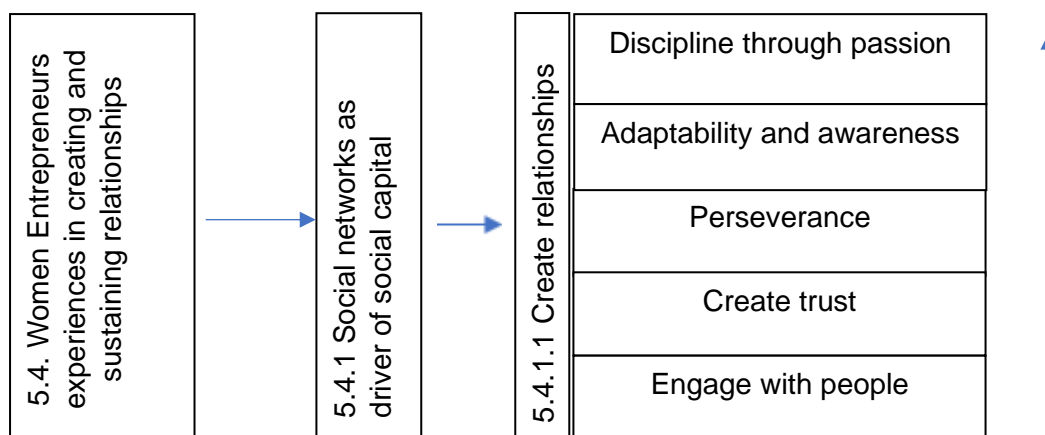 5.4. Women Entrepreneurs
experiences in creating and
sustaining relationships
5.4.1 Social networks as
driver of social capital
5.4.1.1 Create relationships
Discipline through passion
Adaptability and awareness
Perseverance
Create trust
Engage with people